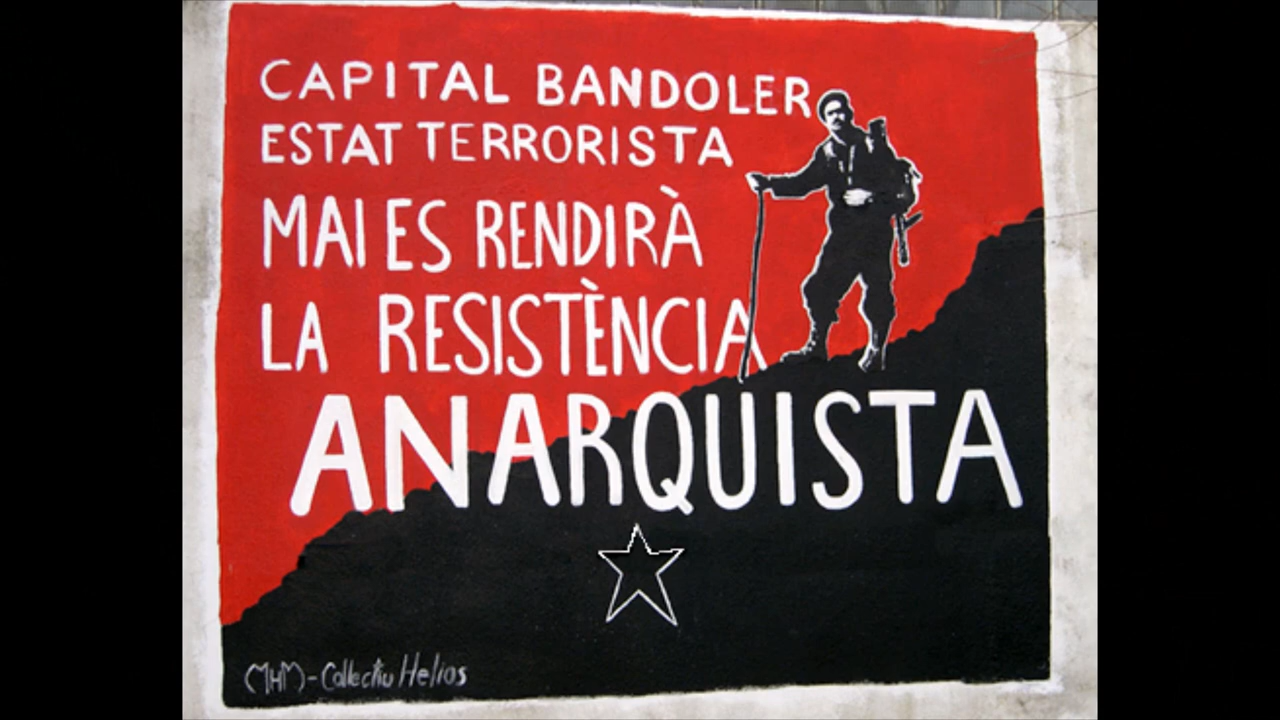 CAPITAL BANDOLER
ESTAT TERRORISTA
MAI ES RENDIRÀ
LA RESISTÈNCIA
ANARQUISTA
MHM - Col·lectiu Helios